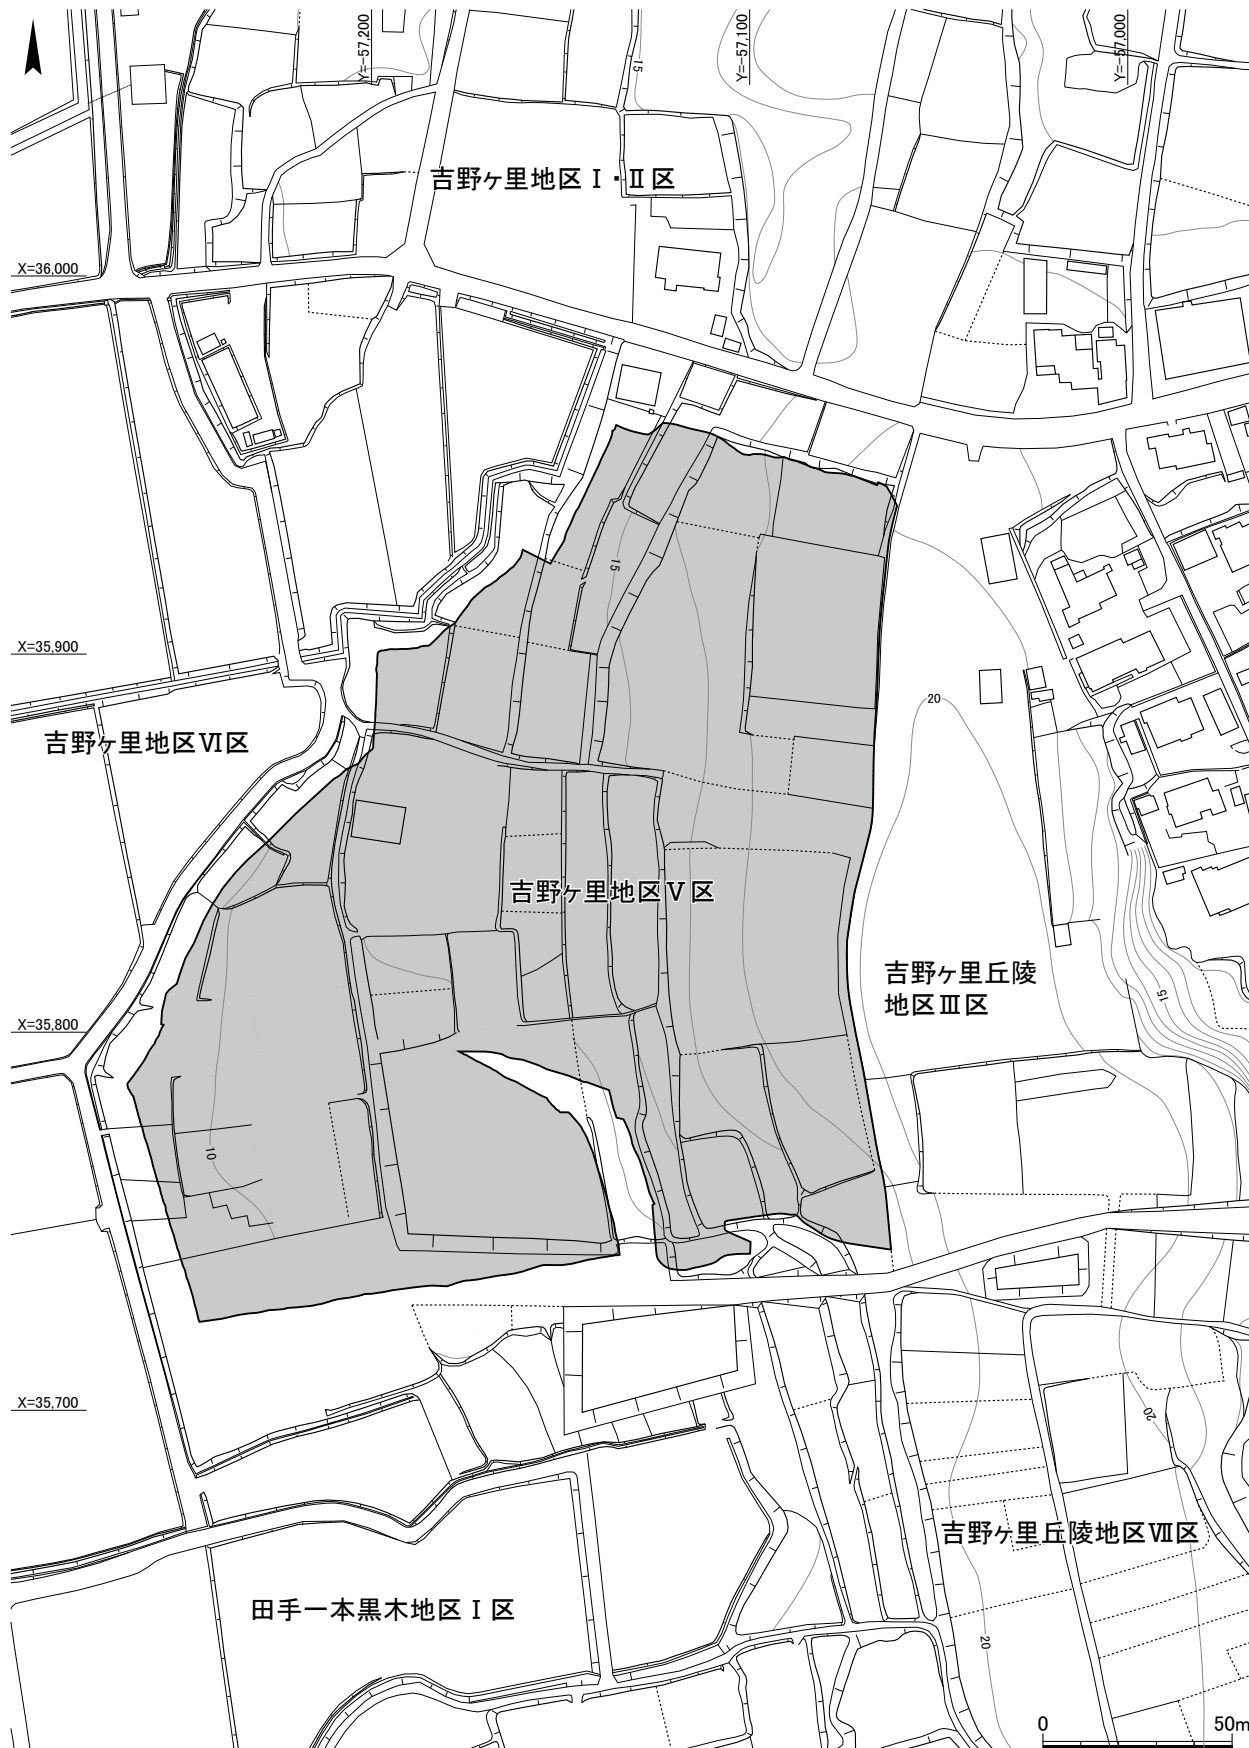 Y=-57,200
Y=-57,100
Y=-57,000
15
吉野ヶ里地区Ⅰ・Ⅱ区
X=36,000
15
X=35,900
20
吉野ヶ里地区Ⅵ区
吉野ヶ里地区Ⅴ区
吉野ヶ里丘陵
地区Ⅲ区
15
X=35,800
10
X=35,700
20
吉野ヶ里丘陵地区Ⅶ区
田手一本黒木地区Ⅰ区
20
0 50m